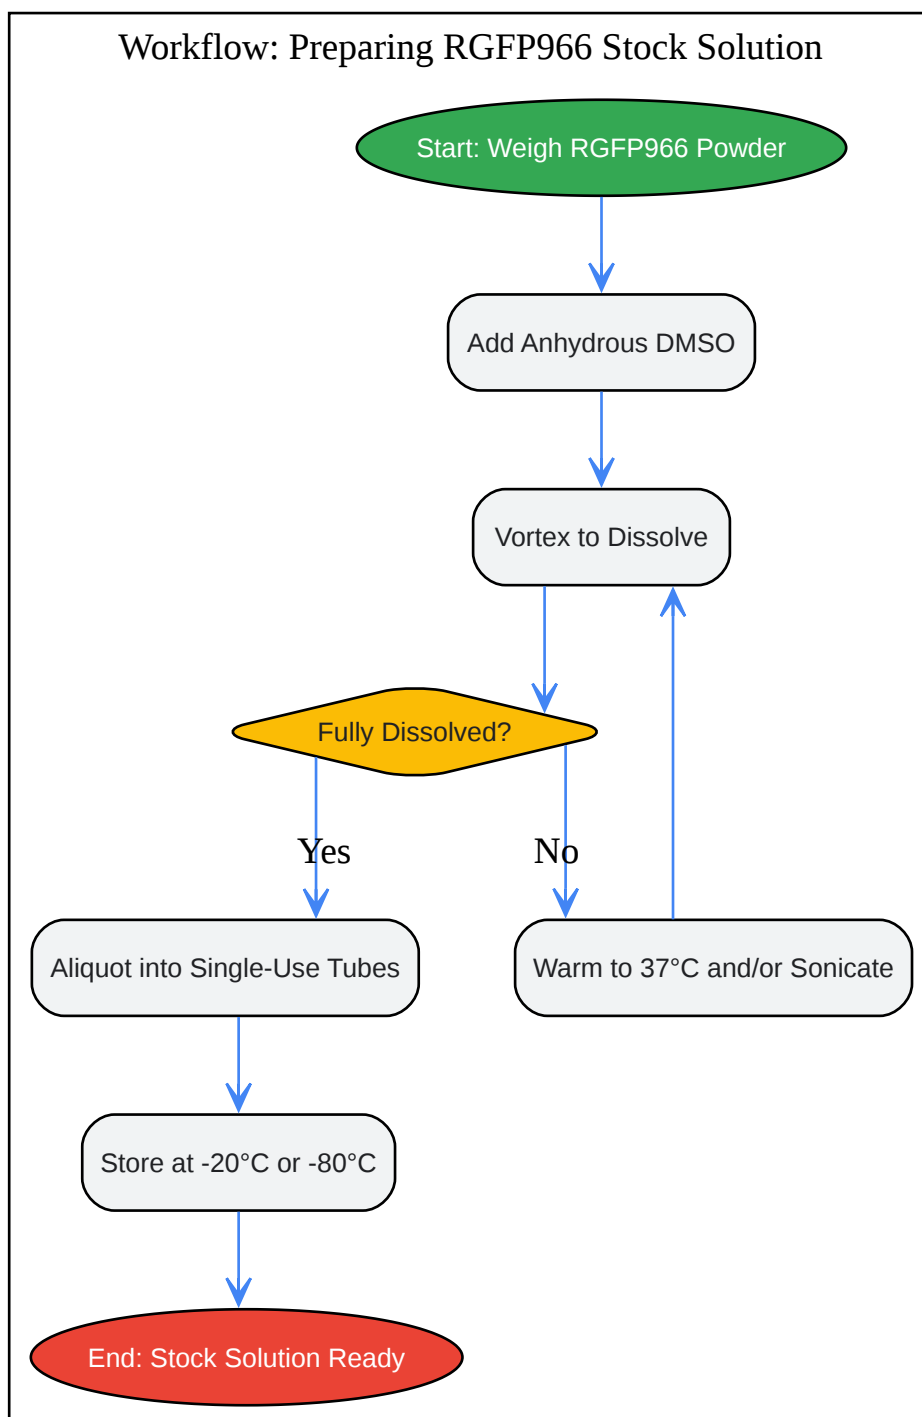 Workflow: Preparing RGFP966 Stock Solution
Start: Weigh RGFP966 Powder
Add Anhydrous DMSO
Vortex to Dissolve
Fully Dissolved?
Yes
No
Aliquot into Single-Use Tubes
Warm to 37°C and/or Sonicate
Store at -20°C or -80°C
End: Stock Solution Ready